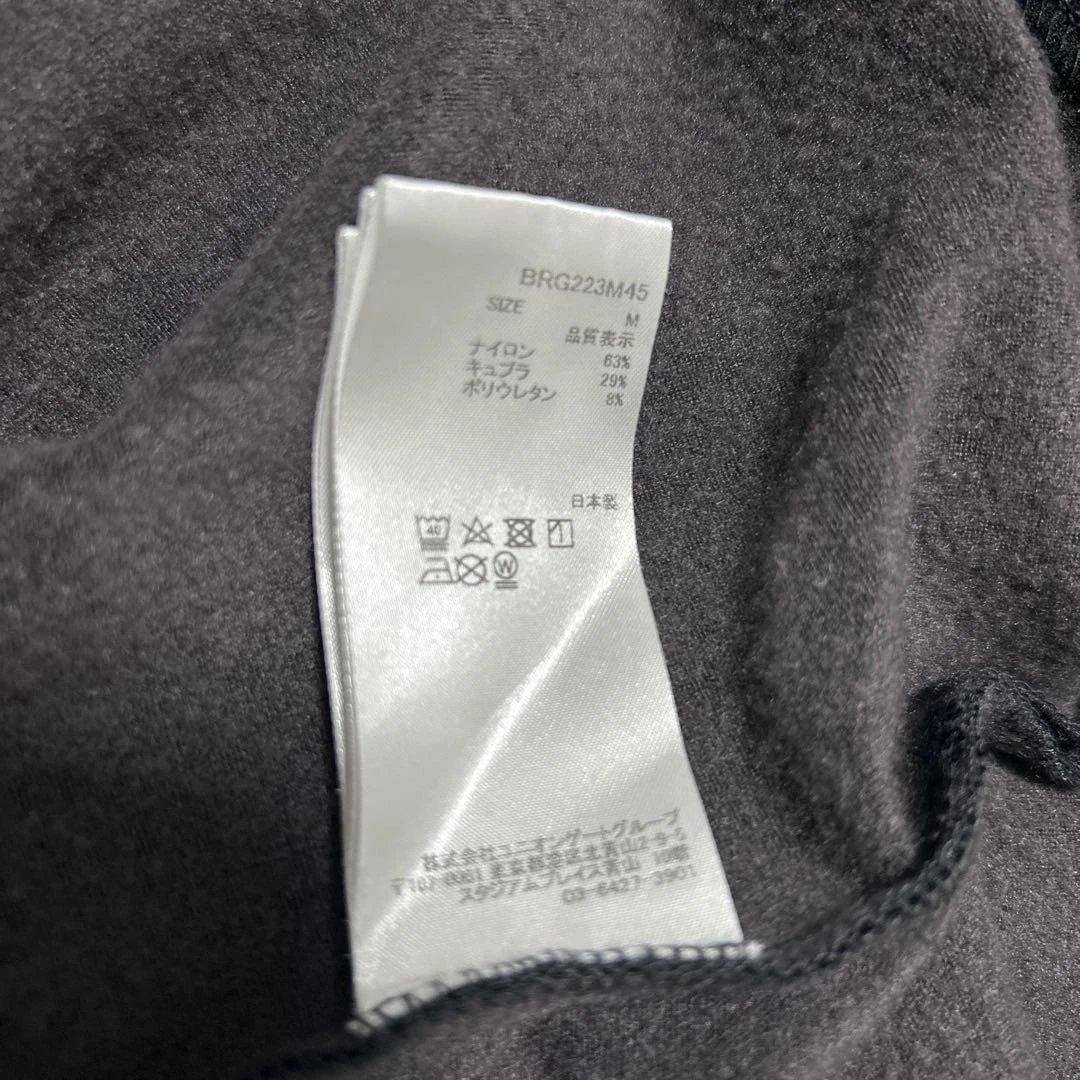 BRG223M45
SIZE M
品質表示
ナイロン 63%
キュプラ 29%
ポリウレタン 8%
日本製
40
W
株式会社ユニオンゲートグループ
〒107-0061 東京都港区北青山2-9-5
スタジアムプレイス青山 10階
03-6427-3901